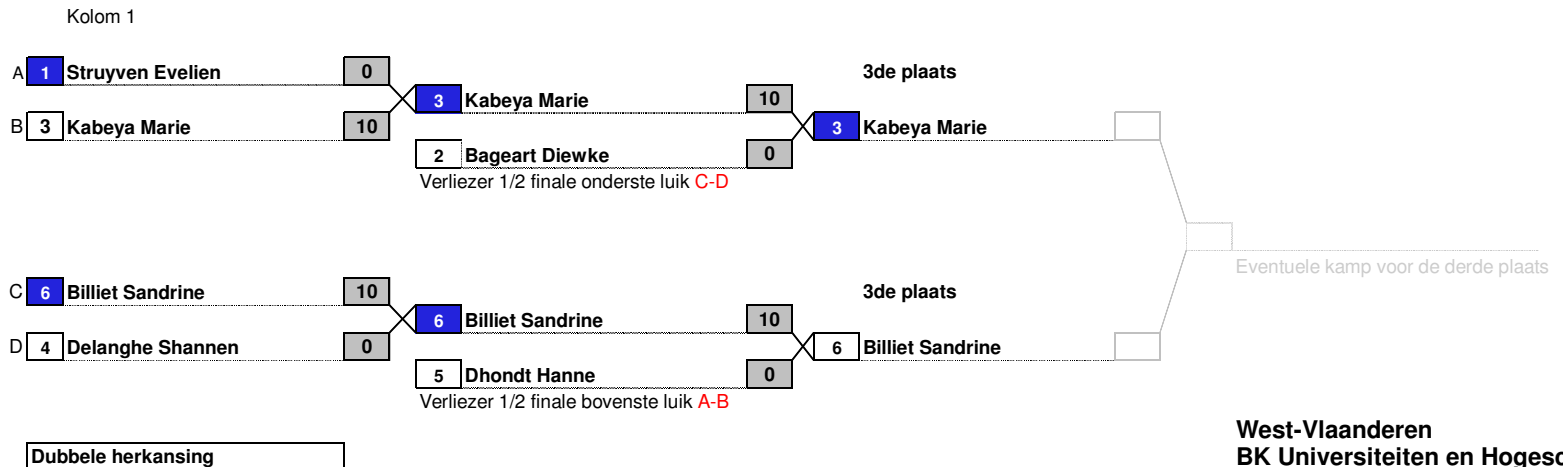 Kolom 1
A 1 Struyven Evelien 0 3de plaats
3 Kabeya Marie 10
B 3 Kabeya Marie 10 3 Kabeya Marie
2 Bageart Diewke 0
Verliezer 1/2 finale onderste luik C-D
Eventuele kamp voor de derde plaats
C 6 Billiet Sandrine 10 3de plaats
6 Billiet Sandrine 10
D 4 Delanghe Shannen 0 6 Billiet Sandrine
5 Dhondt Hanne 0
Verliezer 1/2 finale bovenste luik A-B
West-Vlaanderen
Dubbele herkansing BK Universiteiten en